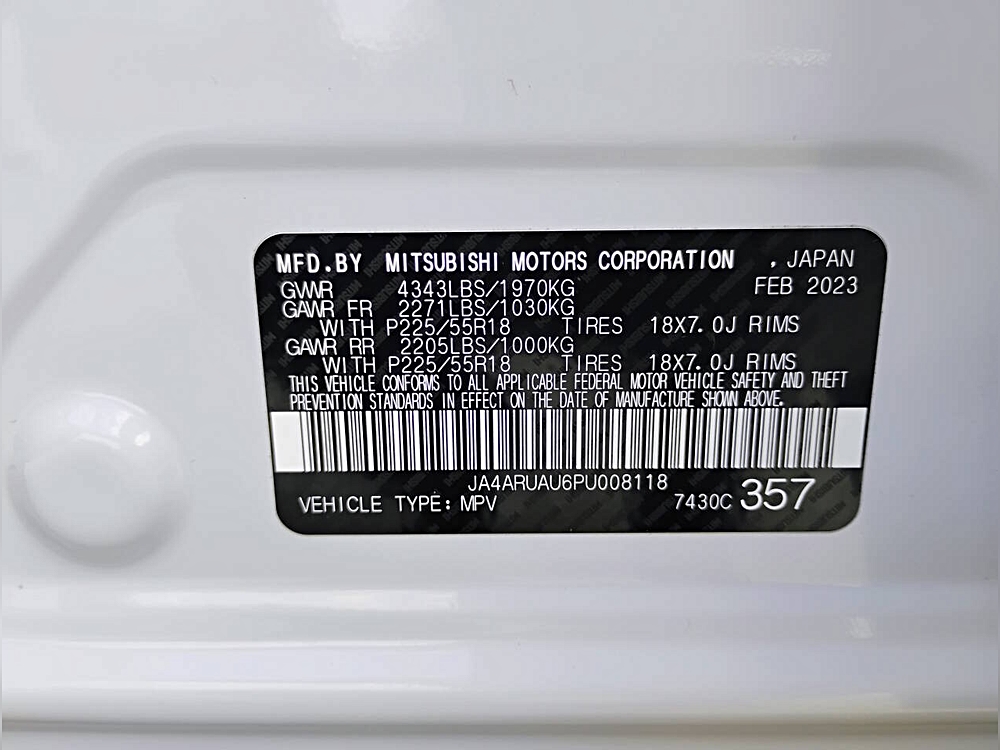 MFD.BY MITSUBISHI MOTORS CORPORATION , JAPAN
GVWR 4343LBS/1970KG FEB 2023
GAWR FR 2271LBS/1030KG
WITH P225/55R18 TIRES 18X7.0J RIMS
GAWR RR 2205LBS/1000KG
WITH P225/55R18 TIRES 18X7.0J RIMS
THIS VEHICLE CONFORMS TO ALL APPLICABLE FEDERAL MOTOR VEHICLE SAFETY AND THEFT
PREVENTION STANDARDS IN EFFECT ON THE DATE OF MANUFACTURE SHOWN ABOVE.
JA4ARUAU6PU008118
VEHICLE TYPE: MPV 7430C 357